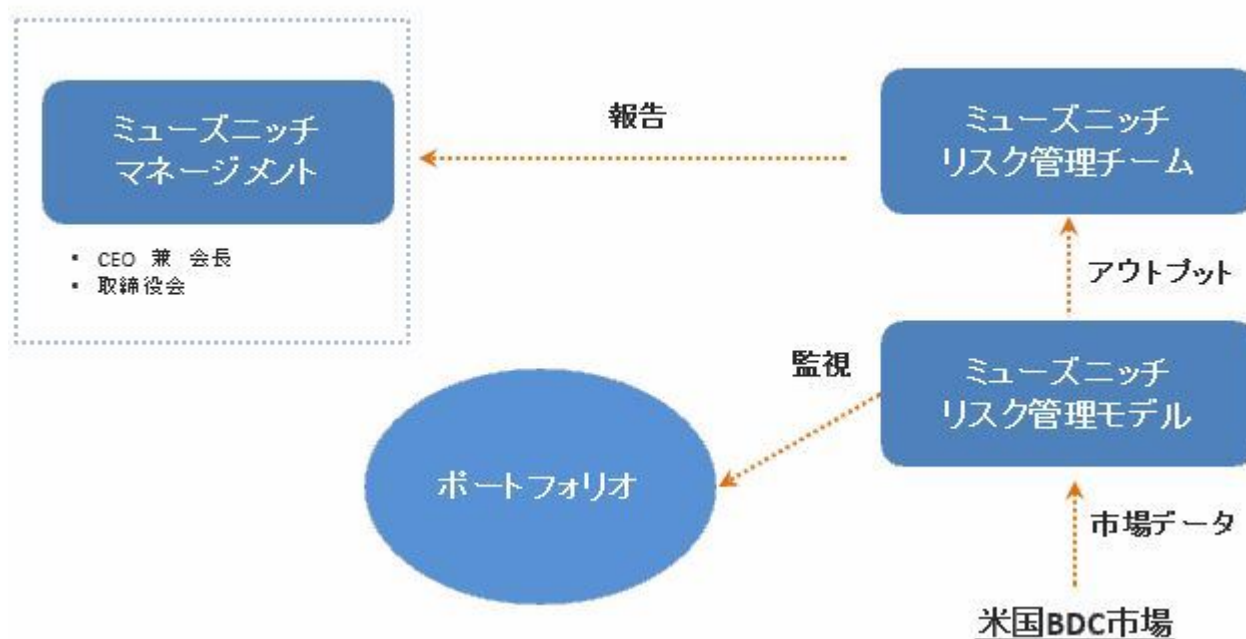 ミューズニッチ
マネージメント
• CEO 兼 会長
• 取締役会
報告
ミューズニッチ
リスク管理チーム
アウトプット
監視
ミューズニッチ
リスク管理モデル
ポートフォリオ
市場データ
米国BDC市場